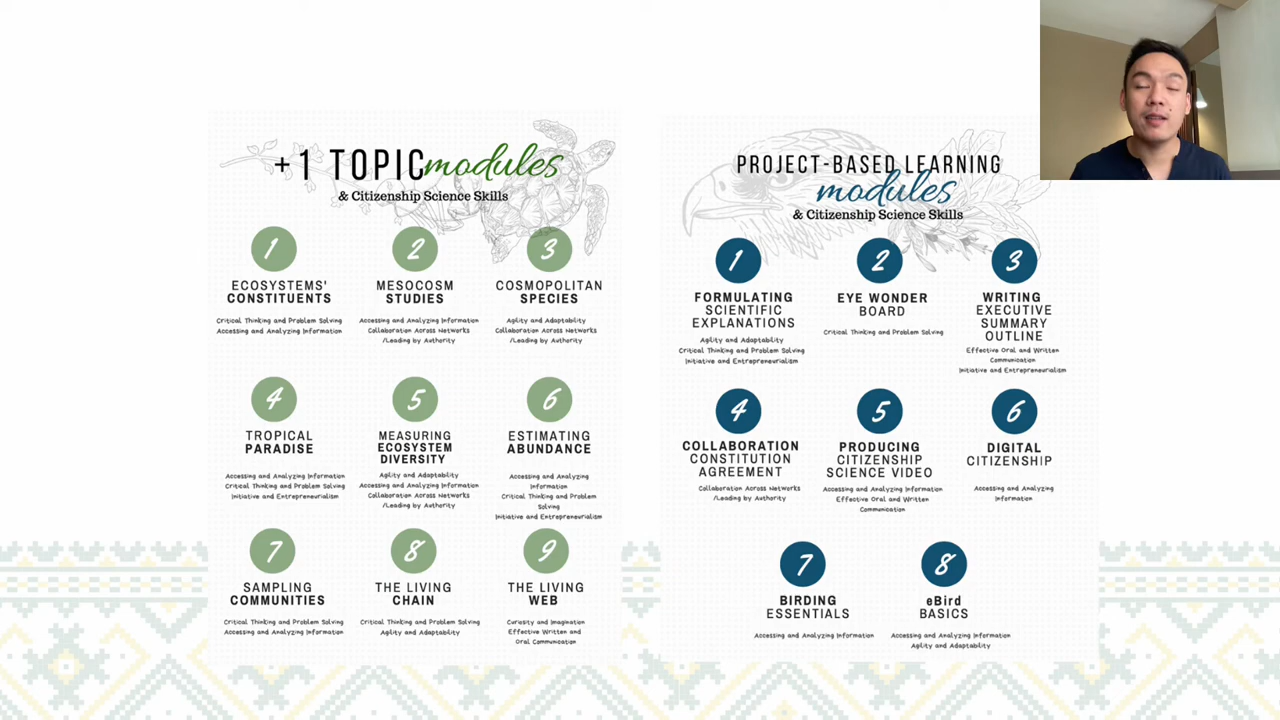 +1 TOPIC modules
& Citizenship Science Skills
1
ECOSYSTEMS'
CONSTITUENTS
Critical Thinking and Problem Solving
Accessing and Analyzing Information
2
MESOCOSM
STUDIES
Accessing and Analyzing Information
Collaboration Across Networks
/Leading by Authority
3
COSMOPOLITAN
SPECIES
Agility and Adaptability
Collaboration Across Networks
/Leading by Authority
4
TROPICAL
PARADISE
Accessing and Analyzing Information
Critical Thinking and Problem Solving
Initiative and Entrepreneurialism
5
MEASURING
ECOSYSTEM
DIVERSITY
Agility and Adaptability
Accessing and Analyzing Information
Collaboration Across Networks
/Leading by Authority
6
ESTIMATING
ABUNDANCE
Accessing and Analyzing
Information
Critical Thinking and Problem
Solving
Initiative and Entrepreneurialism
7
SAMPLING
COMMUNITIES
Critical Thinking and Problem Solving
Accessing and Analyzing Information
8
THE LIVING
CHAIN
Critical Thinking and Problem Solving
Agility and Adaptability
9
THE LIVING
WEB
Curiosity and Imagination
Effective Written and
Oral Communication
PROJECT-BASED LEARNING
modules
& Citizenship Science Skills
1
FORMULATING
SCIENTIFIC
EXPLANATIONS
Agility and Adaptability
Critical Thinking and Problem Solving
Initiative and Entrepreneurialism
2
EYE WONDER
BOARD
Critical Thinking and Problem Solving
3
WRITING
EXECUTIVE
SUMMARY
OUTLINE
Effective Oral and Written
Communication
Initiative and Entrepreneurialism
4
COLLABORATION
CONSTITUTION
AGREEMENT
Collaboration Across Networks
/Leading by Authority
5
PRODUCING
CITIZENSHIP
SCIENCE VIDEO
Accessing and Analyzing Information
Effective Oral and Written
Communication
6
DIGITAL
CITIZENSHIP
Accessing and Analyzing
Information
7
BIRDING
ESSENTIALS
Accessing and Analyzing Information
8
eBird
BASICS
Accessing and Analyzing Information
Agility and Adaptability